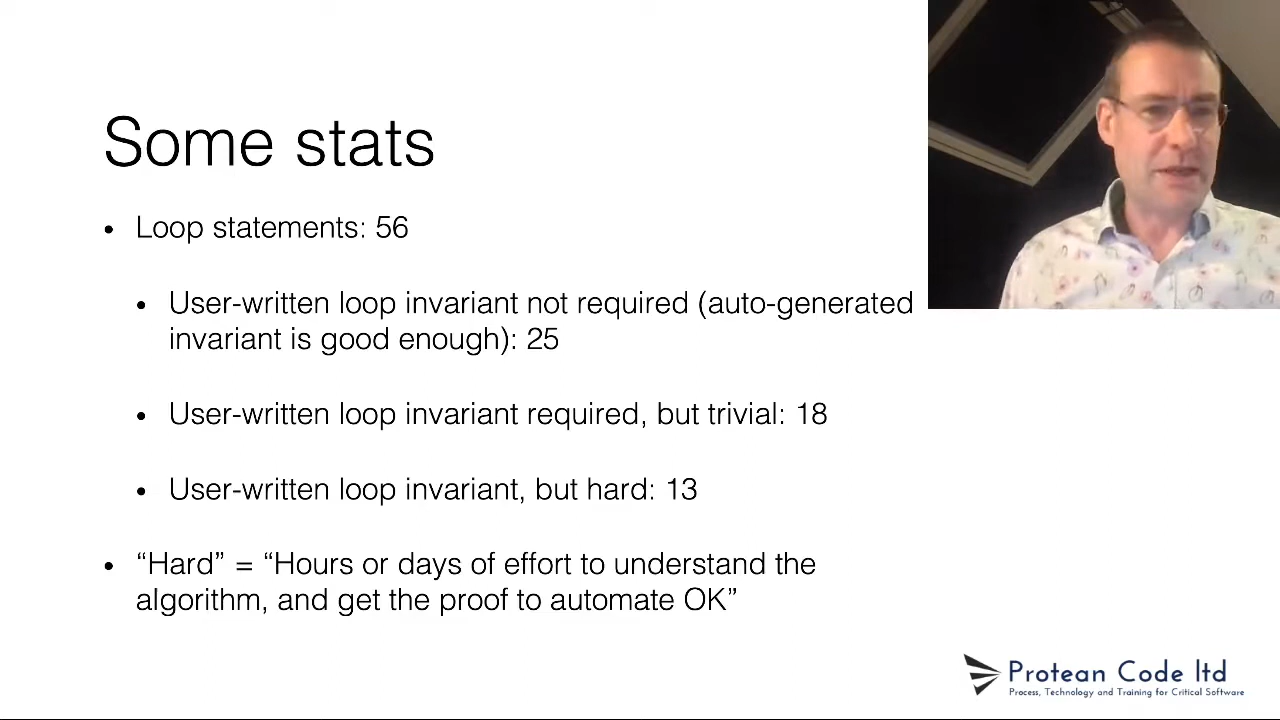 Some stats
• Loop statements: 56
• User-written loop invariant not required (auto-generated
invariant is good enough): 25
• User-written loop invariant required, but trivial: 18
• User-written loop invariant, but hard: 13
• “Hard” = “Hours or days of effort to understand the
algorithm, and get the proof to automate OK”
Protean Code ltd
Process, Technology and Training for Critical Software